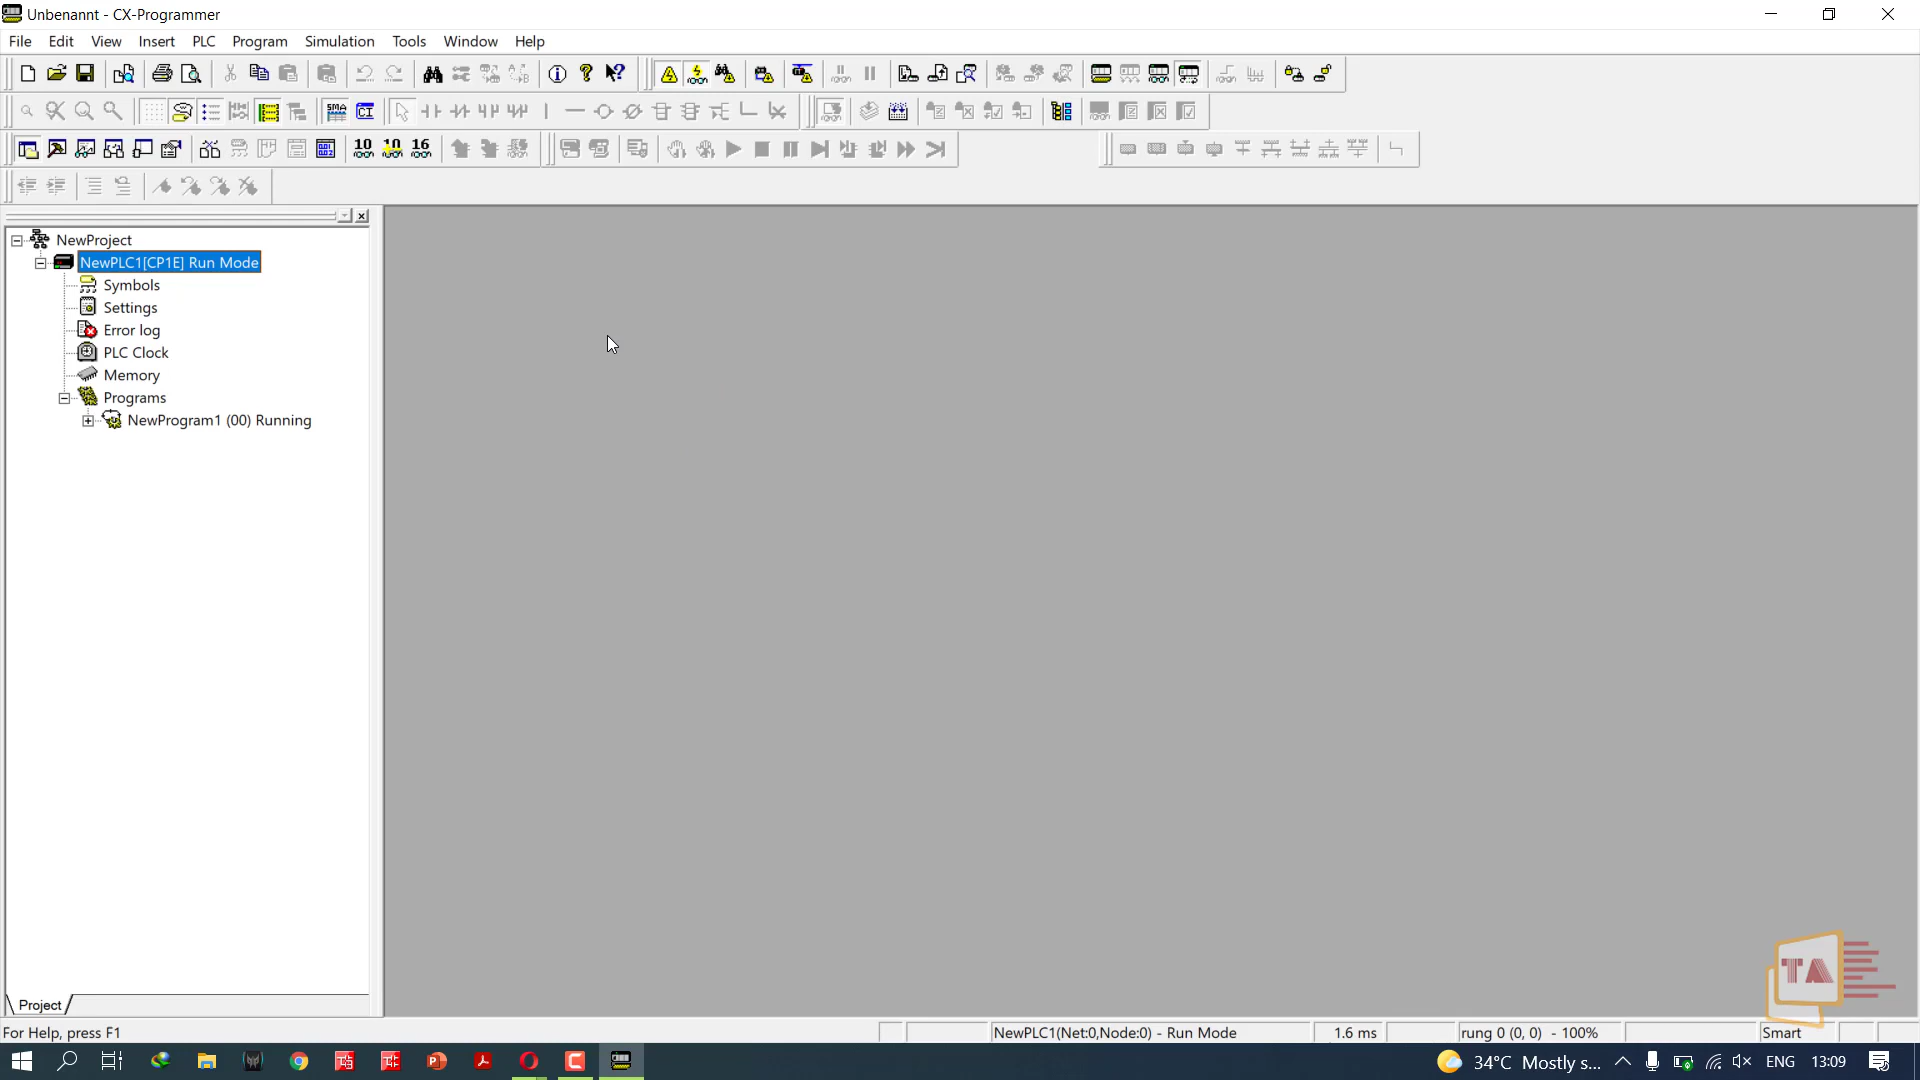 Unbenannt - CX-Programmer
File Edit View Insert PLC Program Simulation Tools Window Help
SMA CI
10 10 16
NewProject
NewPLC1[CP1E] Run Mode
Symbols
Settings
Error log
PLC Clock
Memory
Programs
NewProgram1 (00) Running
TA
Project
For Help, press F1 NewPLC1(Net:0,Node:0) - Run Mode 1.6 ms rung 0 (0, 0) - 100% Smart
34°C Mostly s... ENG 13:09